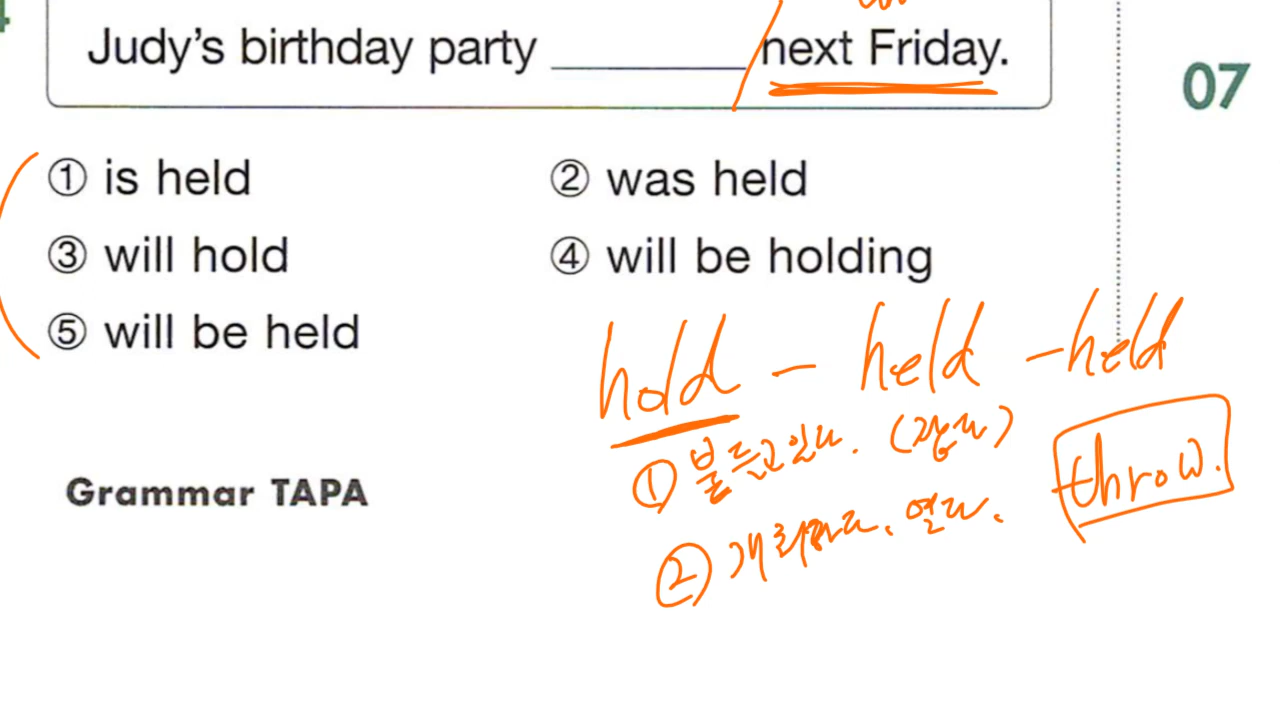 Judy's birthday party __________ next Friday.
07
① is held
② was held
③ will hold
④ will be holding
⑤ will be held
hold - held - held
① 붙들고 있다. (잡다)
throw.
② 개최하다. 열다.
Grammar TAPA